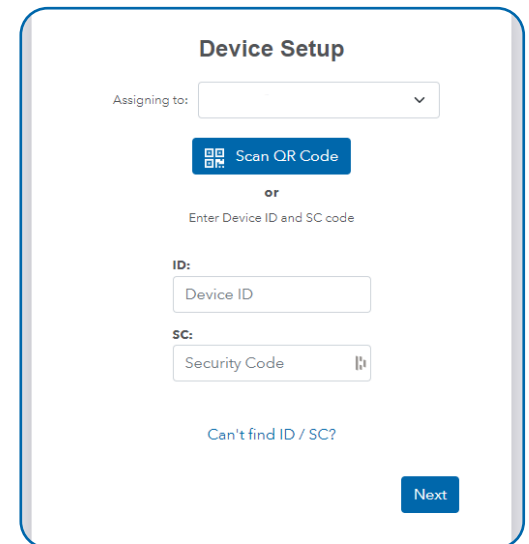 Device Setup
Assigning to:
Scan QR Code
or
Enter Device ID and SC code
ID:
Device ID
SC:
Security Code
Can't find ID / SC?
Next